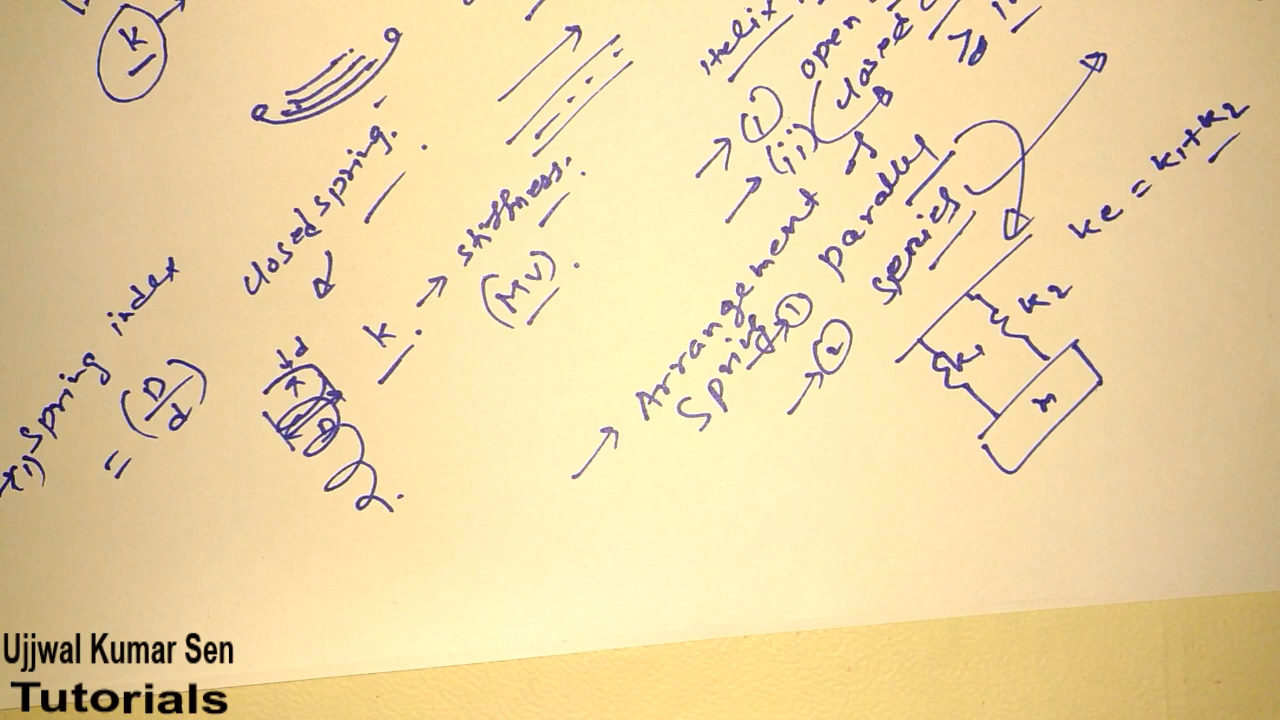 K
closed spring.
(1) Spring index
= (D/d)
d
D
K → stiffness.
(MV).
Helix
→ (i) open
→ (ii) closed
→ Arrangement of
Spring → ① parallel
→ ② series
K1
K2
Ke = K1+K2
Ujjwal Kumar Sen
Tutorials